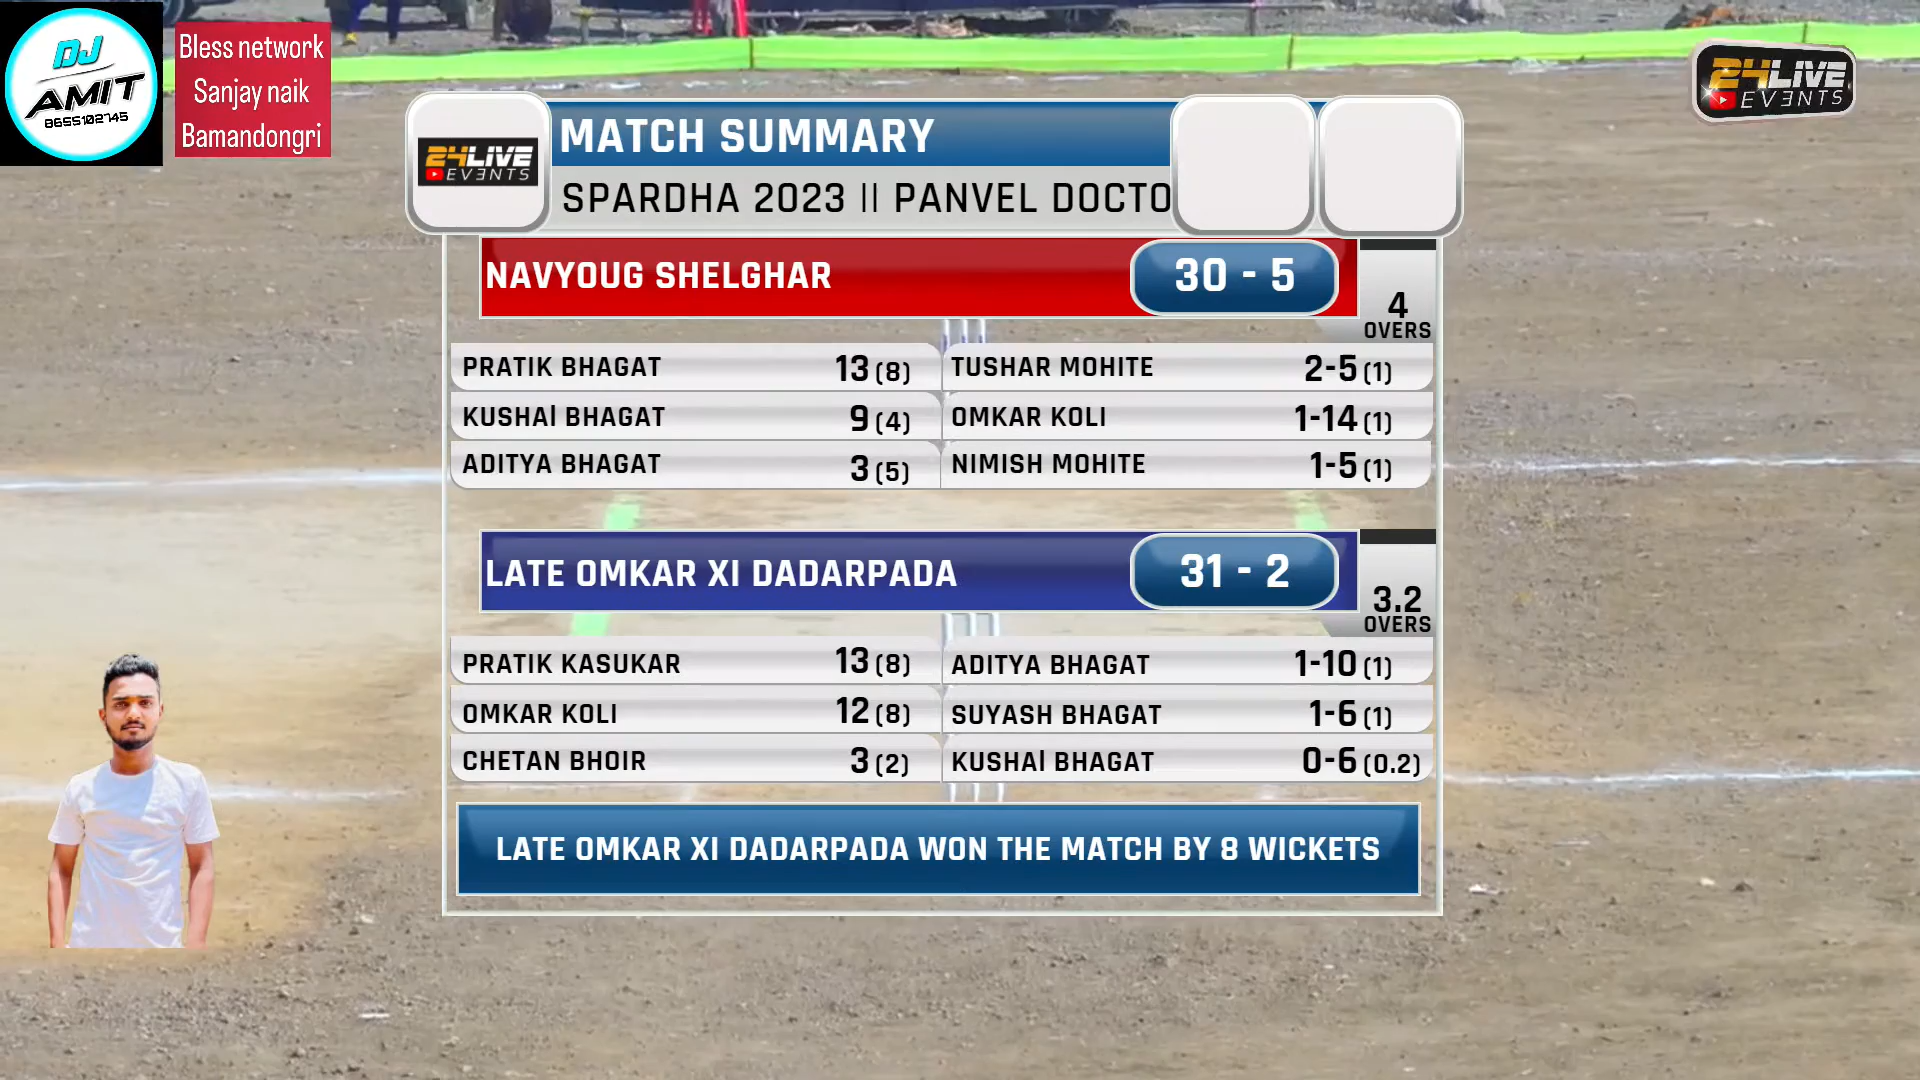 DJ
AMIT
8655102745
Bless network
Sanjay naik
Bamandongri
24LIVE
EVENTS
24LIVE
EVENTS
MATCH SUMMARY
SPARDHA 2023 || PANVEL DOCTO
NAVYOUG SHELGHAR 30 - 5
4
OVERS
PRATIK BHAGAT 13 (8) TUSHAR MOHITE 2-5 (1)
KUSHAl BHAGAT 9 (4) OMKAR KOLI 1-14 (1)
ADITYA BHAGAT 3 (5) NIMISH MOHITE 1-5 (1)
LATE OMKAR XI DADARPADA 31 - 2
3.2
OVERS
PRATIK KASUKAR 13 (8) ADITYA BHAGAT 1-10 (1)
OMKAR KOLI 12 (8) SUYASH BHAGAT 1-6 (1)
CHETAN BHOIR 3 (2) KUSHAl BHAGAT 0-6 (0.2)
LATE OMKAR XI DADARPADA WON THE MATCH BY 8 WICKETS